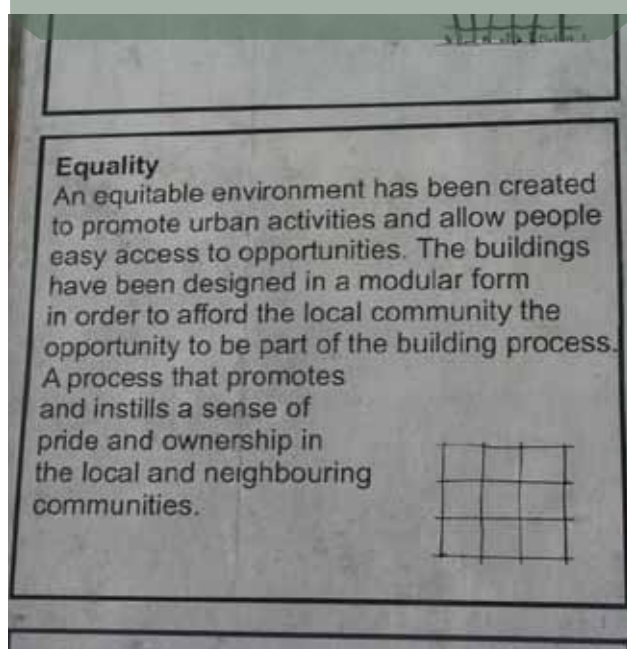 Equality
An equitable environment has been created
to promote urban activities and allow people
easy access to opportunities. The buildings
have been designed in a modular form
in order to afford the local community the
opportunity to be part of the building process.
A process that promotes
and instills a sense of
pride and ownership in
the local and neighbouring
communities.